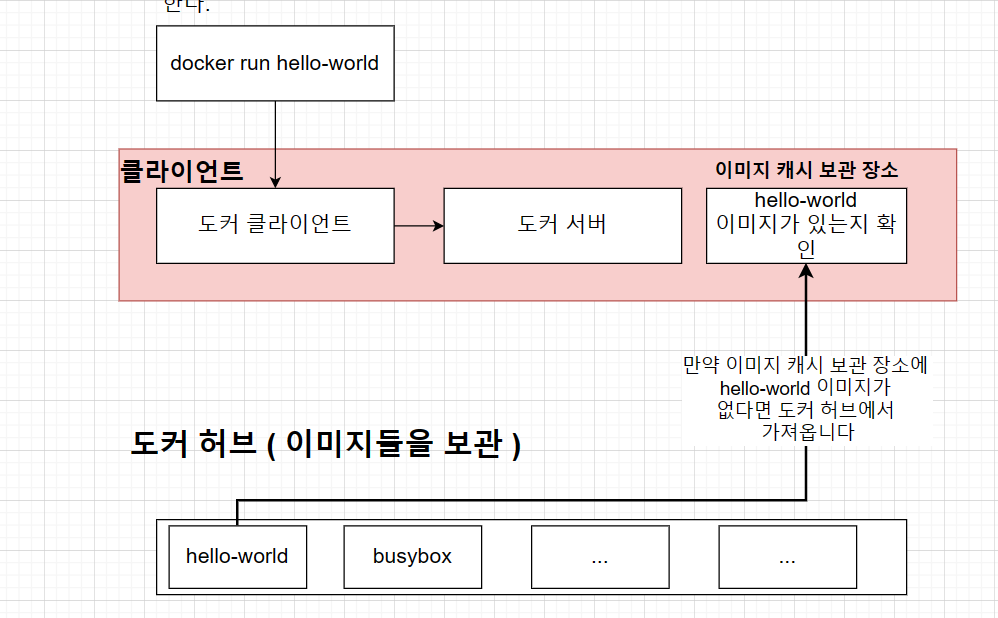 한다.
docker run hello-world
클라이언트
이미지 캐시 보관 장소
도커 클라이언트
도커 서버
hello-world
이미지가 있는지 확
인
만약 이미지 캐시 보관 장소에
hello-world 이미지가
없다면 도커 허브에서
가져옵니다
도커 허브 ( 이미지들을 보관 )
hello-world
busybox
...
...